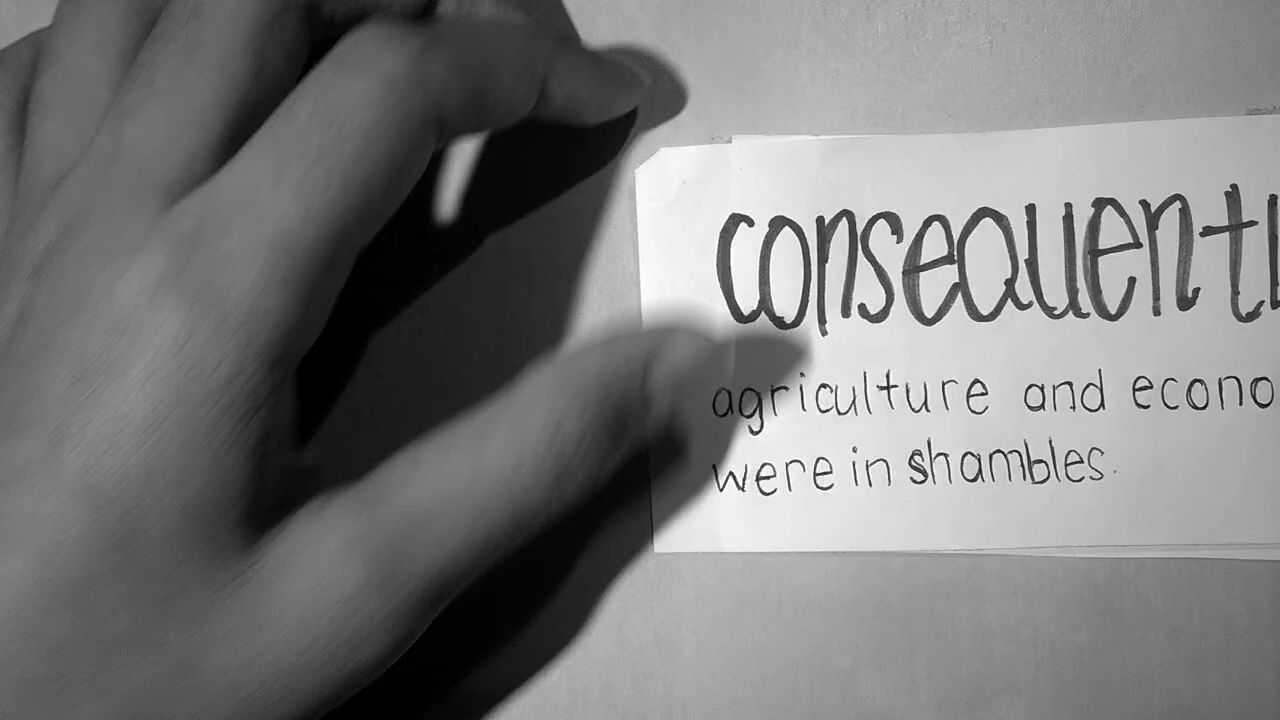 consequent
agriculture and econo
were in shambles.